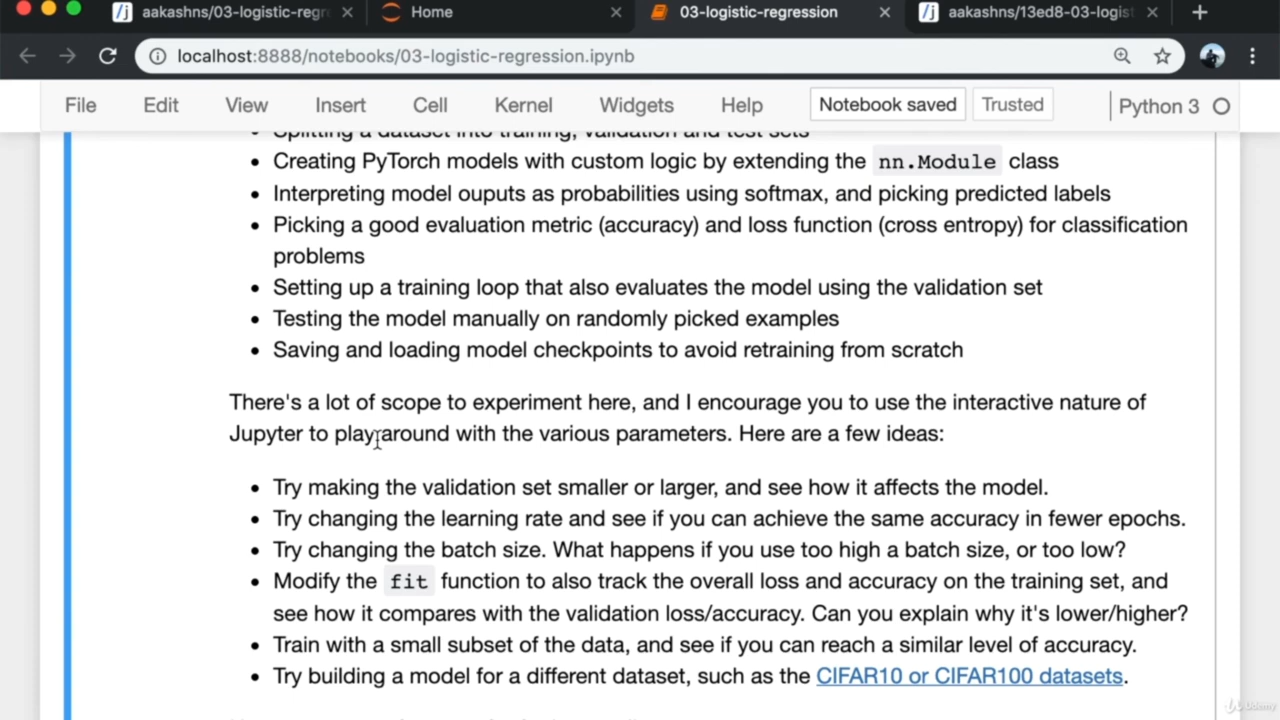 aakashns/03-logistic-regre
Home
03-logistic-regression
aakashns/13ed8-03-logist
localhost:8888/notebooks/03-logistic-regression.ipynb
File Edit View Insert Cell Kernel Widgets Help Notebook saved Trusted Python 3
Splitting a dataset into training, validation and test sets
• Creating PyTorch models with custom logic by extending the nn.Module class
• Interpreting model ouputs as probabilities using softmax, and picking predicted labels
• Picking a good evaluation metric (accuracy) and loss function (cross entropy) for classification
problems
• Setting up a training loop that also evaluates the model using the validation set
• Testing the model manually on randomly picked examples
• Saving and loading model checkpoints to avoid retraining from scratch
There's a lot of scope to experiment here, and I encourage you to use the interactive nature of
Jupyter to play around with the various parameters. Here are a few ideas:
• Try making the validation set smaller or larger, and see how it affects the model.
• Try changing the learning rate and see if you can achieve the same accuracy in fewer epochs.
• Try changing the batch size. What happens if you use too high a batch size, or too low?
• Modify the fit function to also track the overall loss and accuracy on the training set, and
see how it compares with the validation loss/accuracy. Can you explain why it's lower/higher?
• Train with a small subset of the data, and see if you can reach a similar level of accuracy.
• Try building a model for a different dataset, such as the CIFAR10 or CIFAR100 datasets.
Udemy